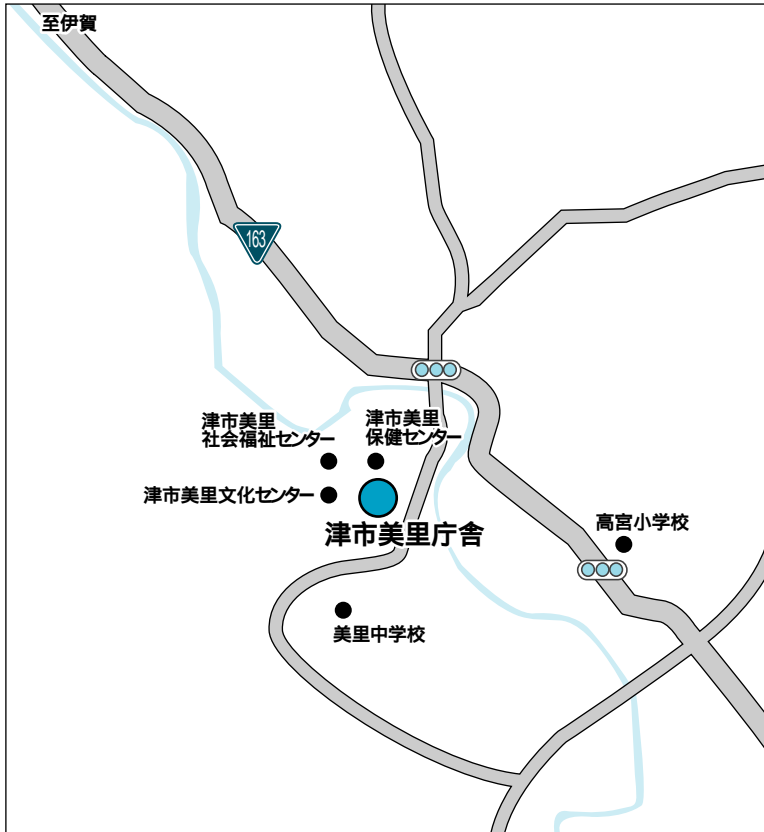 至伊賀
163
津市美里
社会福祉センター
津市美里
保健センター
津市美里文化センター
津市美里庁舎
高宮小学校
美里中学校